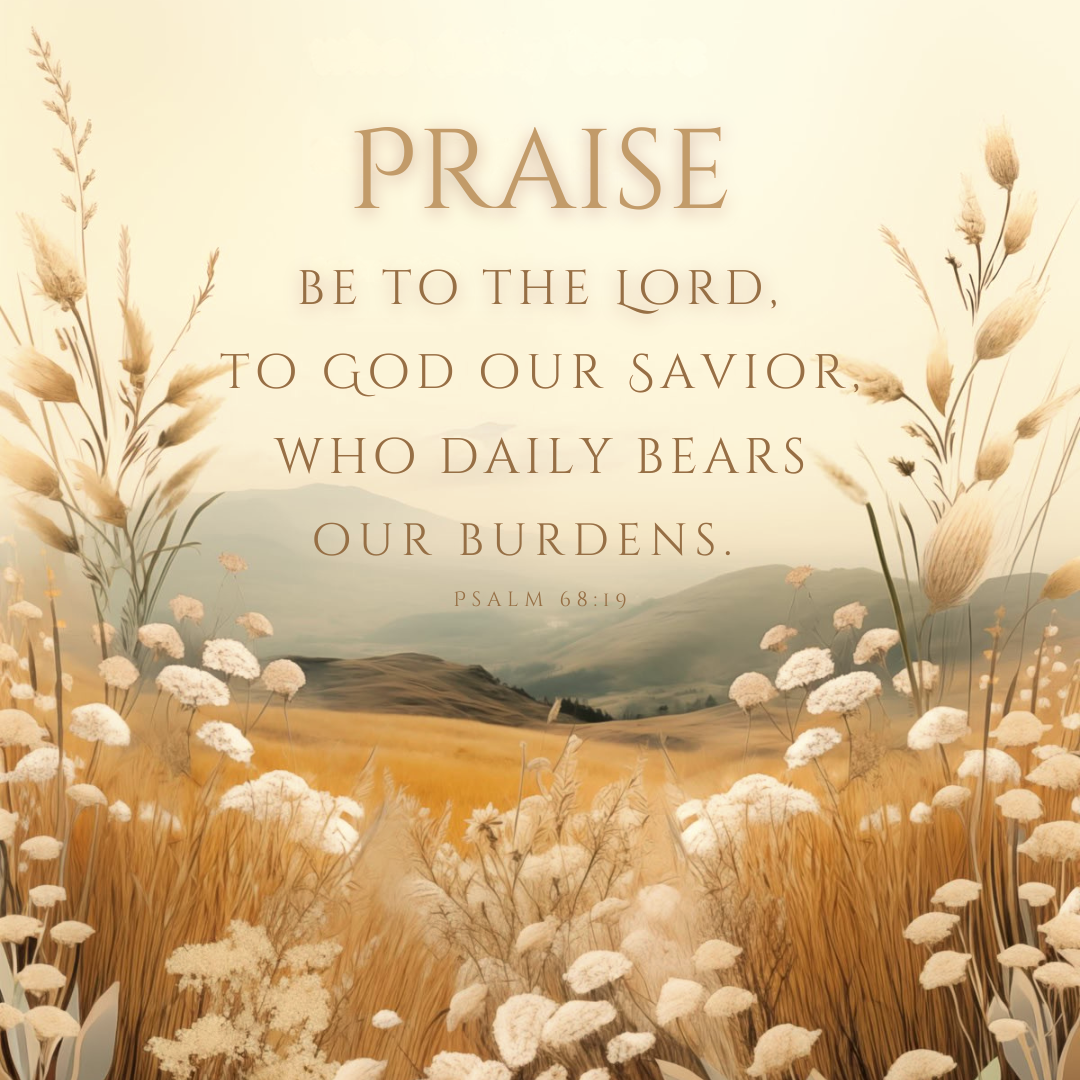 PRAISE
BE TO THE LORD,
TO GOD OUR SAVIOR,
WHO DAILY BEARS
OUR BURDENS.
PSALM 68:19